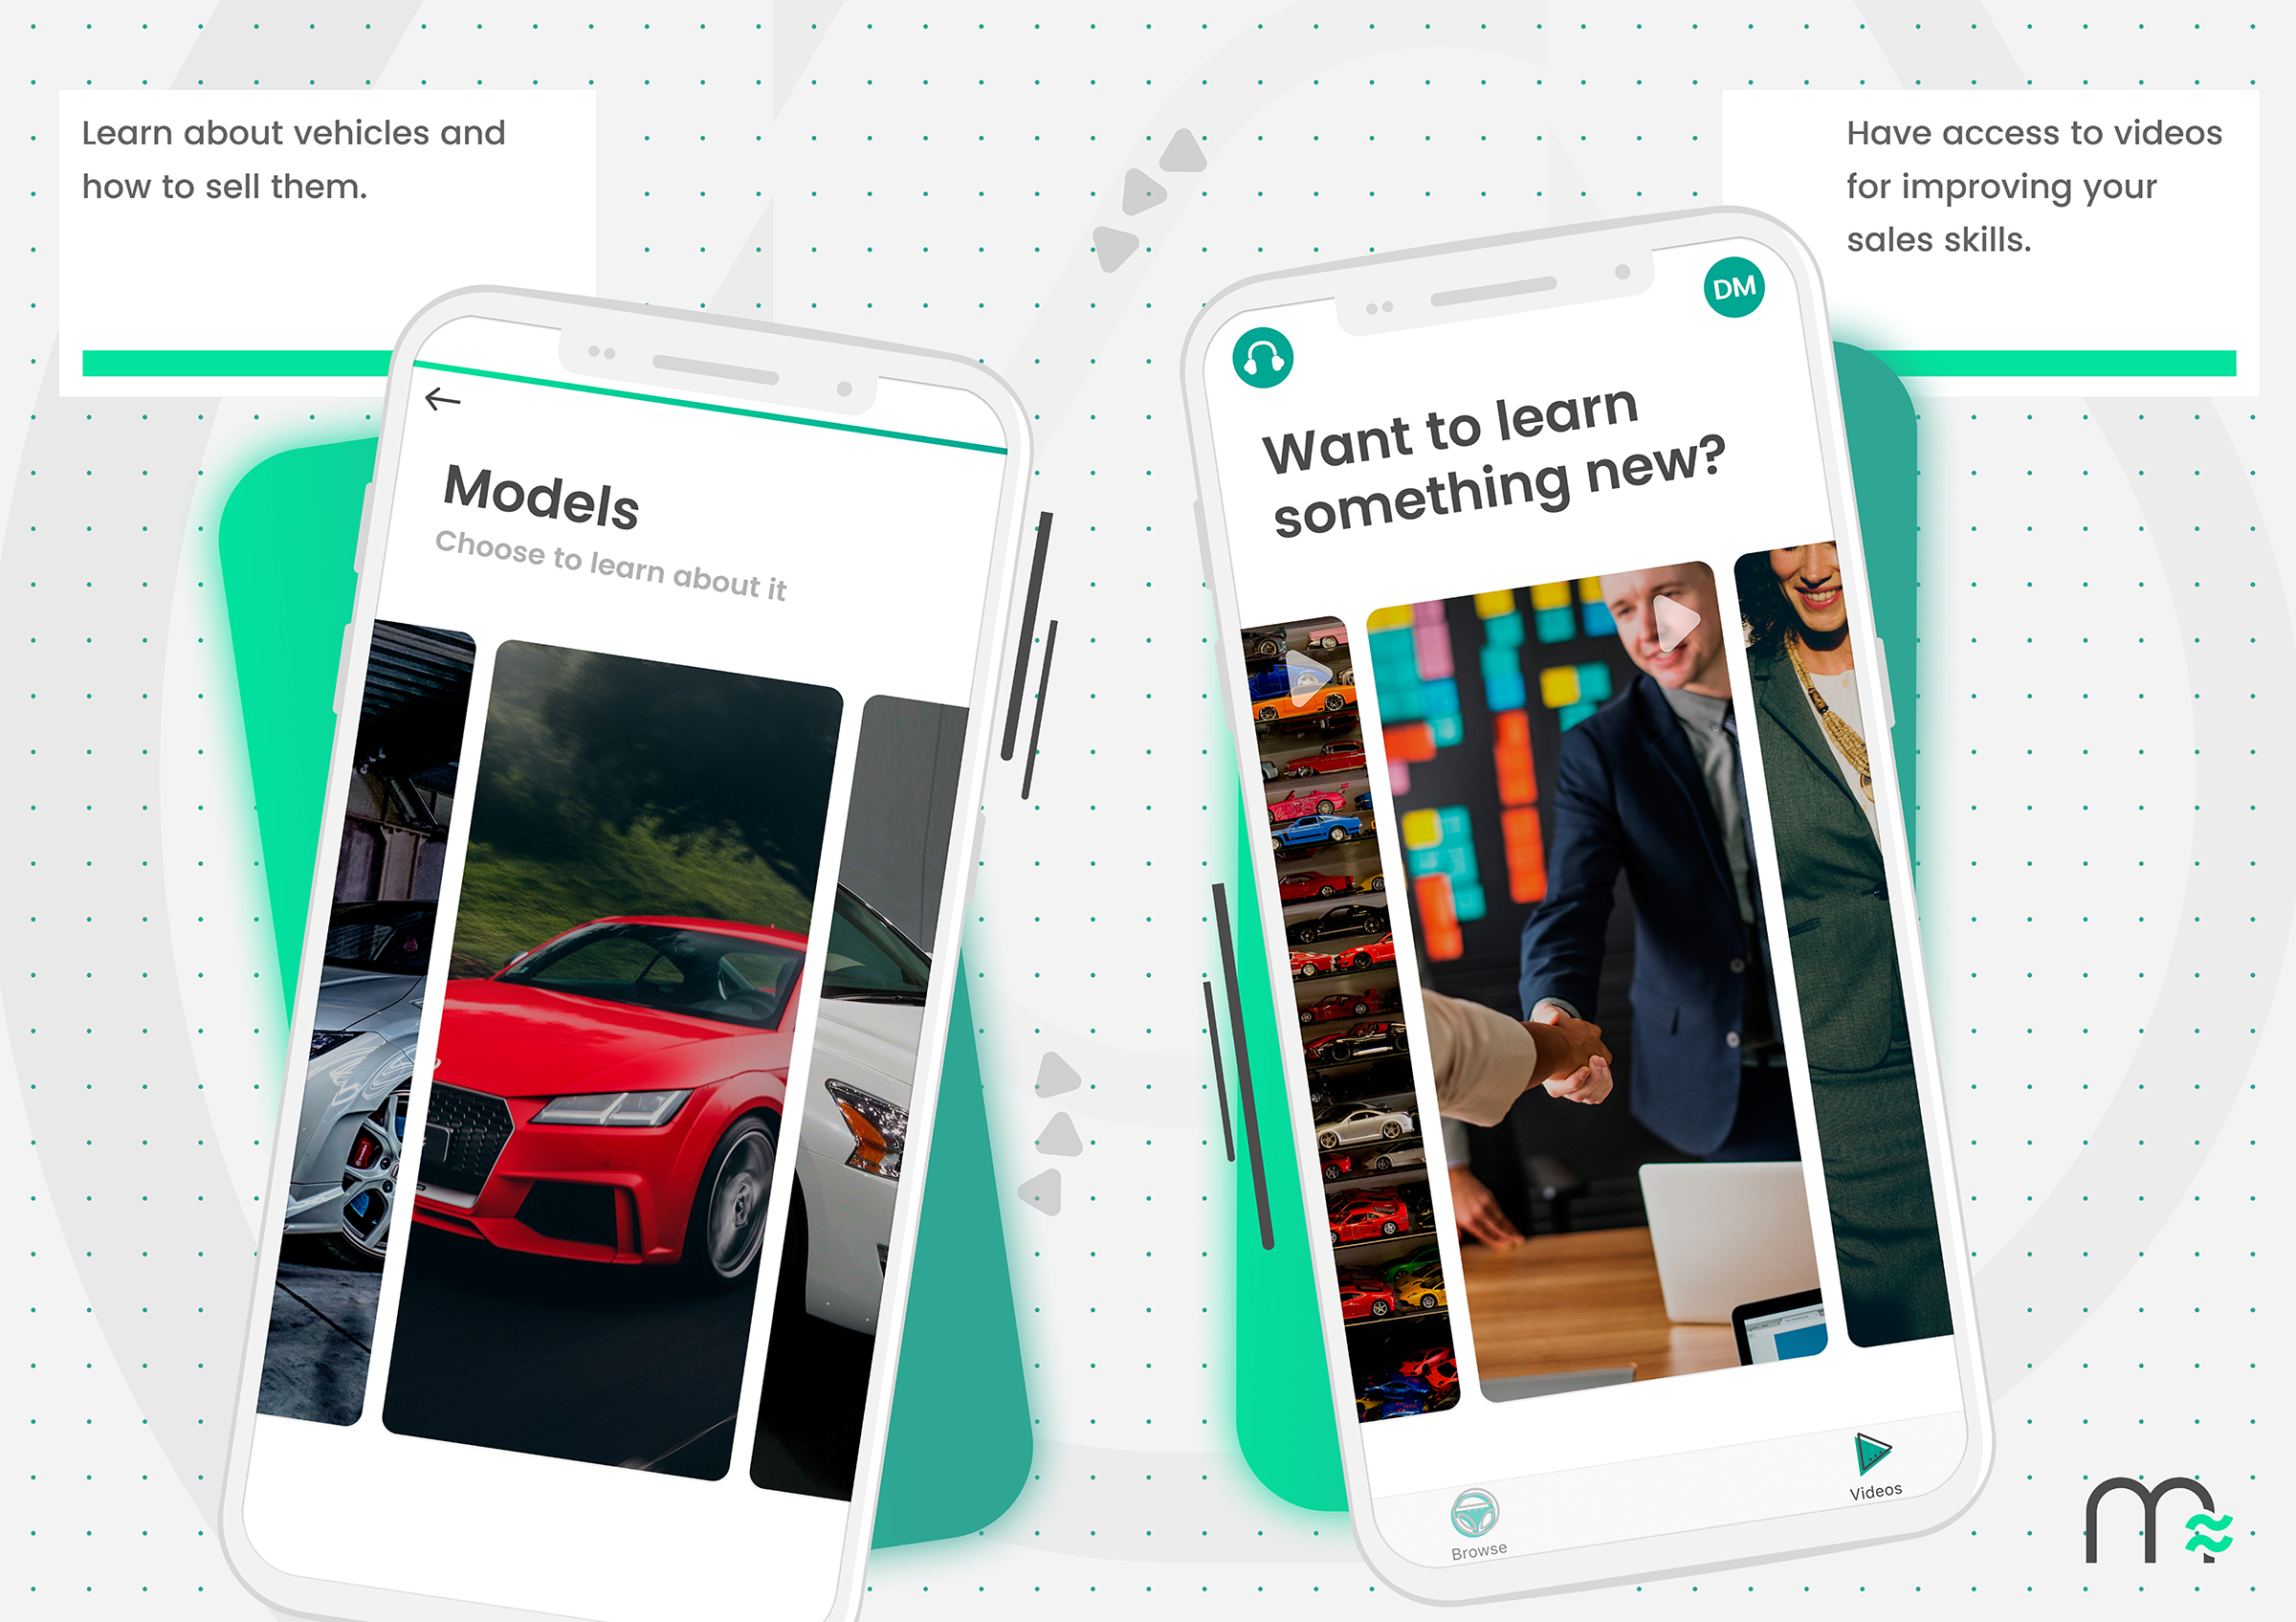 Learn about vehicles and
how to sell them.
Have access to videos
for improving your
sales skills.
Models
Choose to learn about it
DM
Want to learn
something new?
Browse
Videos
m